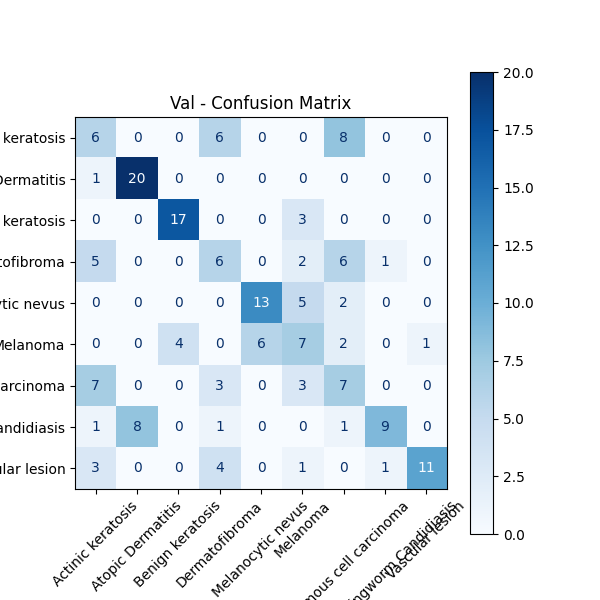 Val - Confusion Matrix
keratosis 6 0 0 6 0 0 8 0 0
Dermatitis 1 20 0 0 0 0 0 0 0
keratosis 0 0 17 0 0 3 0 0 0
tofibroma 5 0 0 6 0 2 6 1 0
tic nevus 0 0 0 0 13 5 2 0 0
Melanoma 0 0 4 0 6 7 2 0 1
arcinoma 7 0 0 3 0 3 7 0 0
andidiasis 1 8 0 1 0 0 1 9 0
ular lesion 3 0 0 4 0 1 0 1 11
Actinic keratosis
Atopic Dermatitis
Benign keratosis
Dermatofibroma
Melanocytic nevus
Melanoma
mous cell carcinoma
ingworm Candidiasis
Vascular lesion
20.0
17.5
15.0
12.5
10.0
7.5
5.0
2.5
0.0